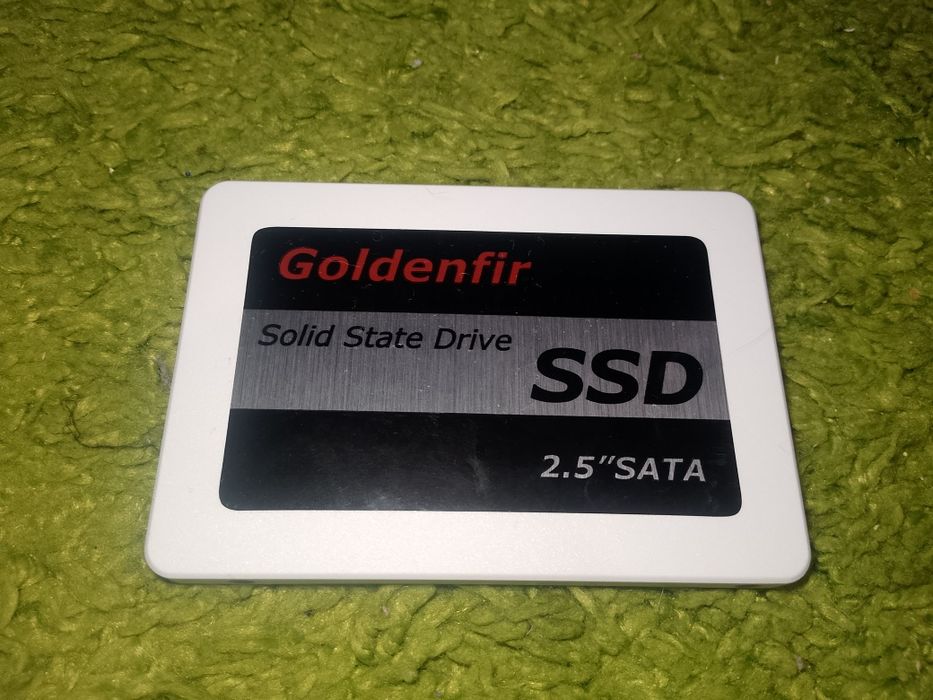 Goldenfir
Solid State Drive
SSD
2.5"SATA